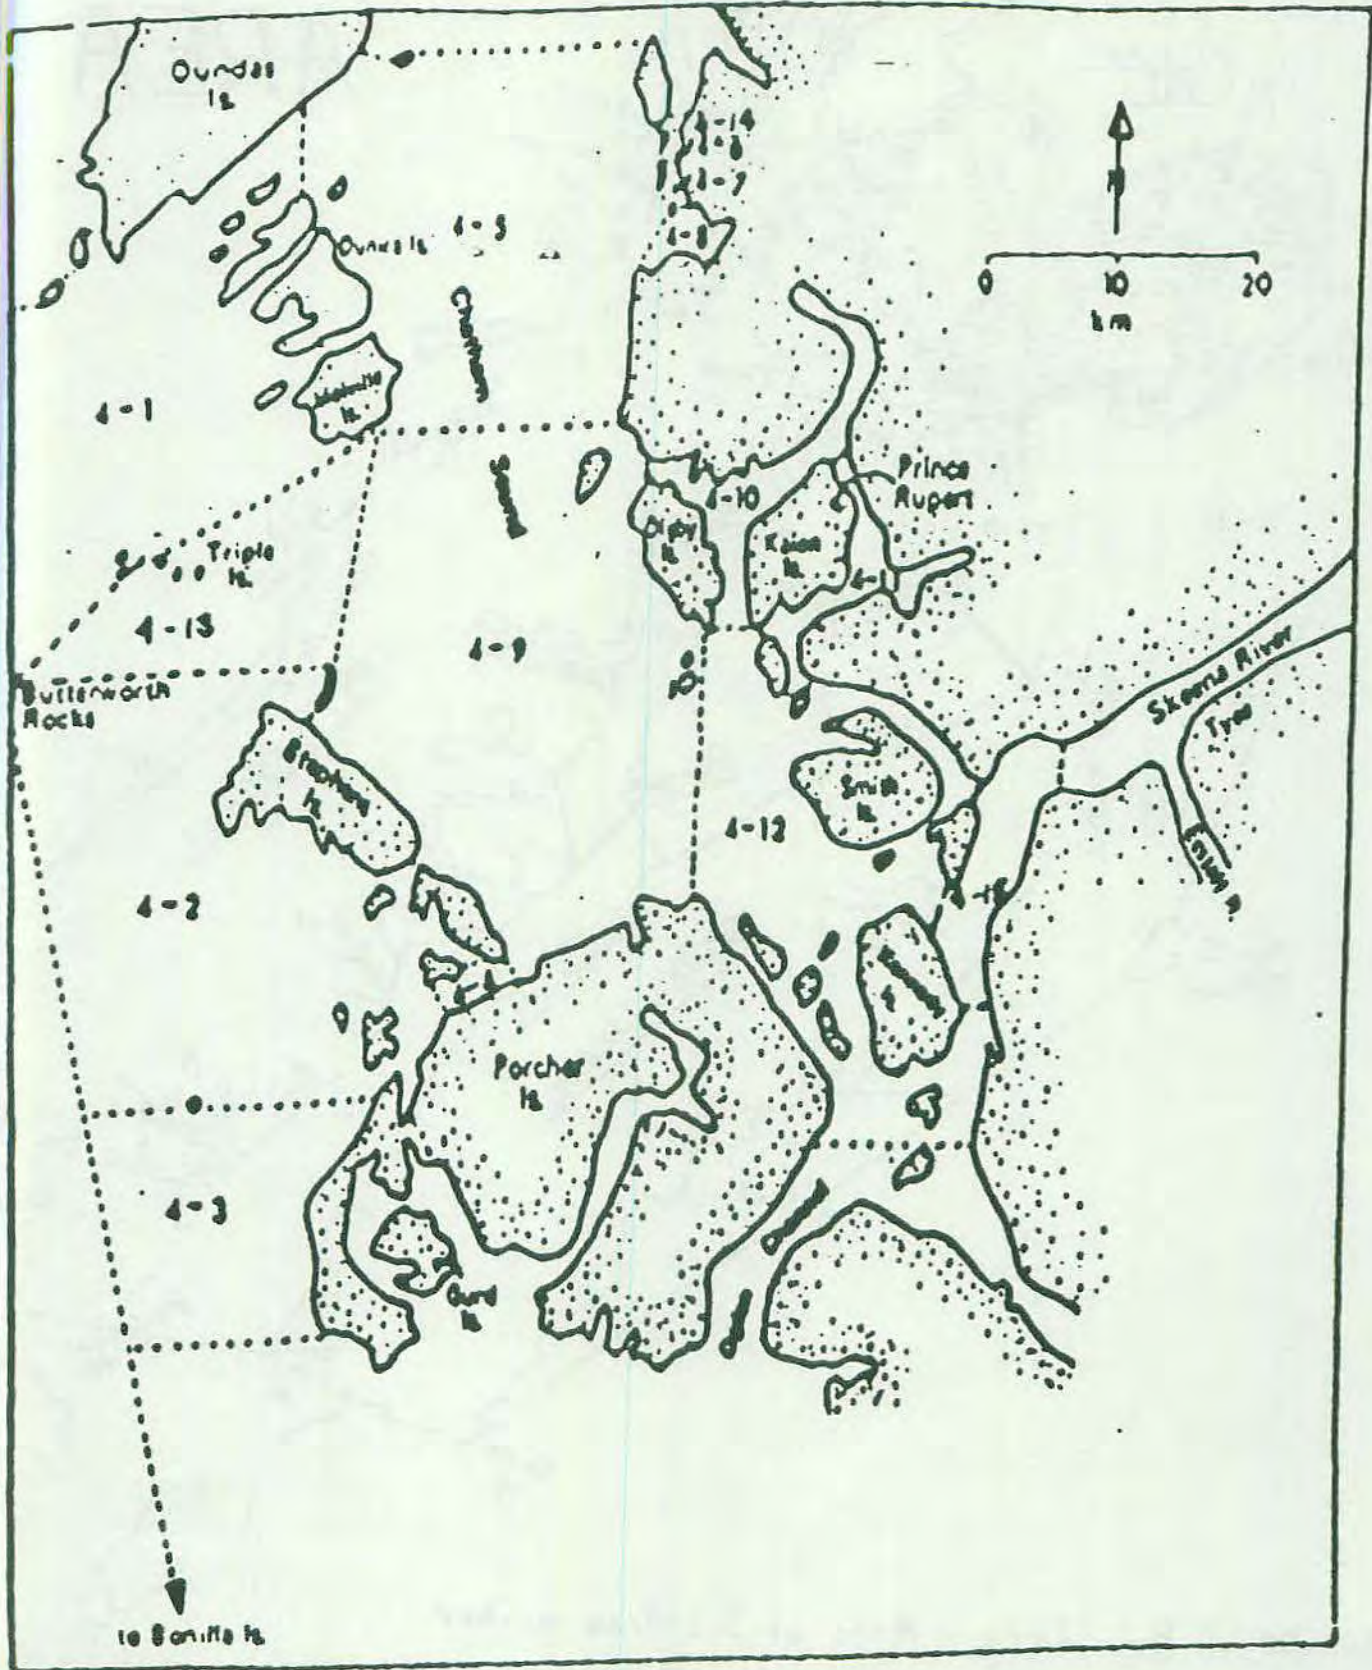 Dundas
Is.
4-14
4-7
4-8
N
0 10 20
km
Dunira Is.
4-5
Chatham
Sound
4-1
Melville
Is.
Prince
Rupert
4-10
Digby
Is.
Kaien
Is.
Triple
Is.
4-13
4-9
Butterworth
Rocks
Skeena River
Tyee
Stephens
Is.
Smith
Is.
4-12
4-2
4-4
Porcher
Is.
Is.
4-3
Gurd
Is.
to Bonilla Is.